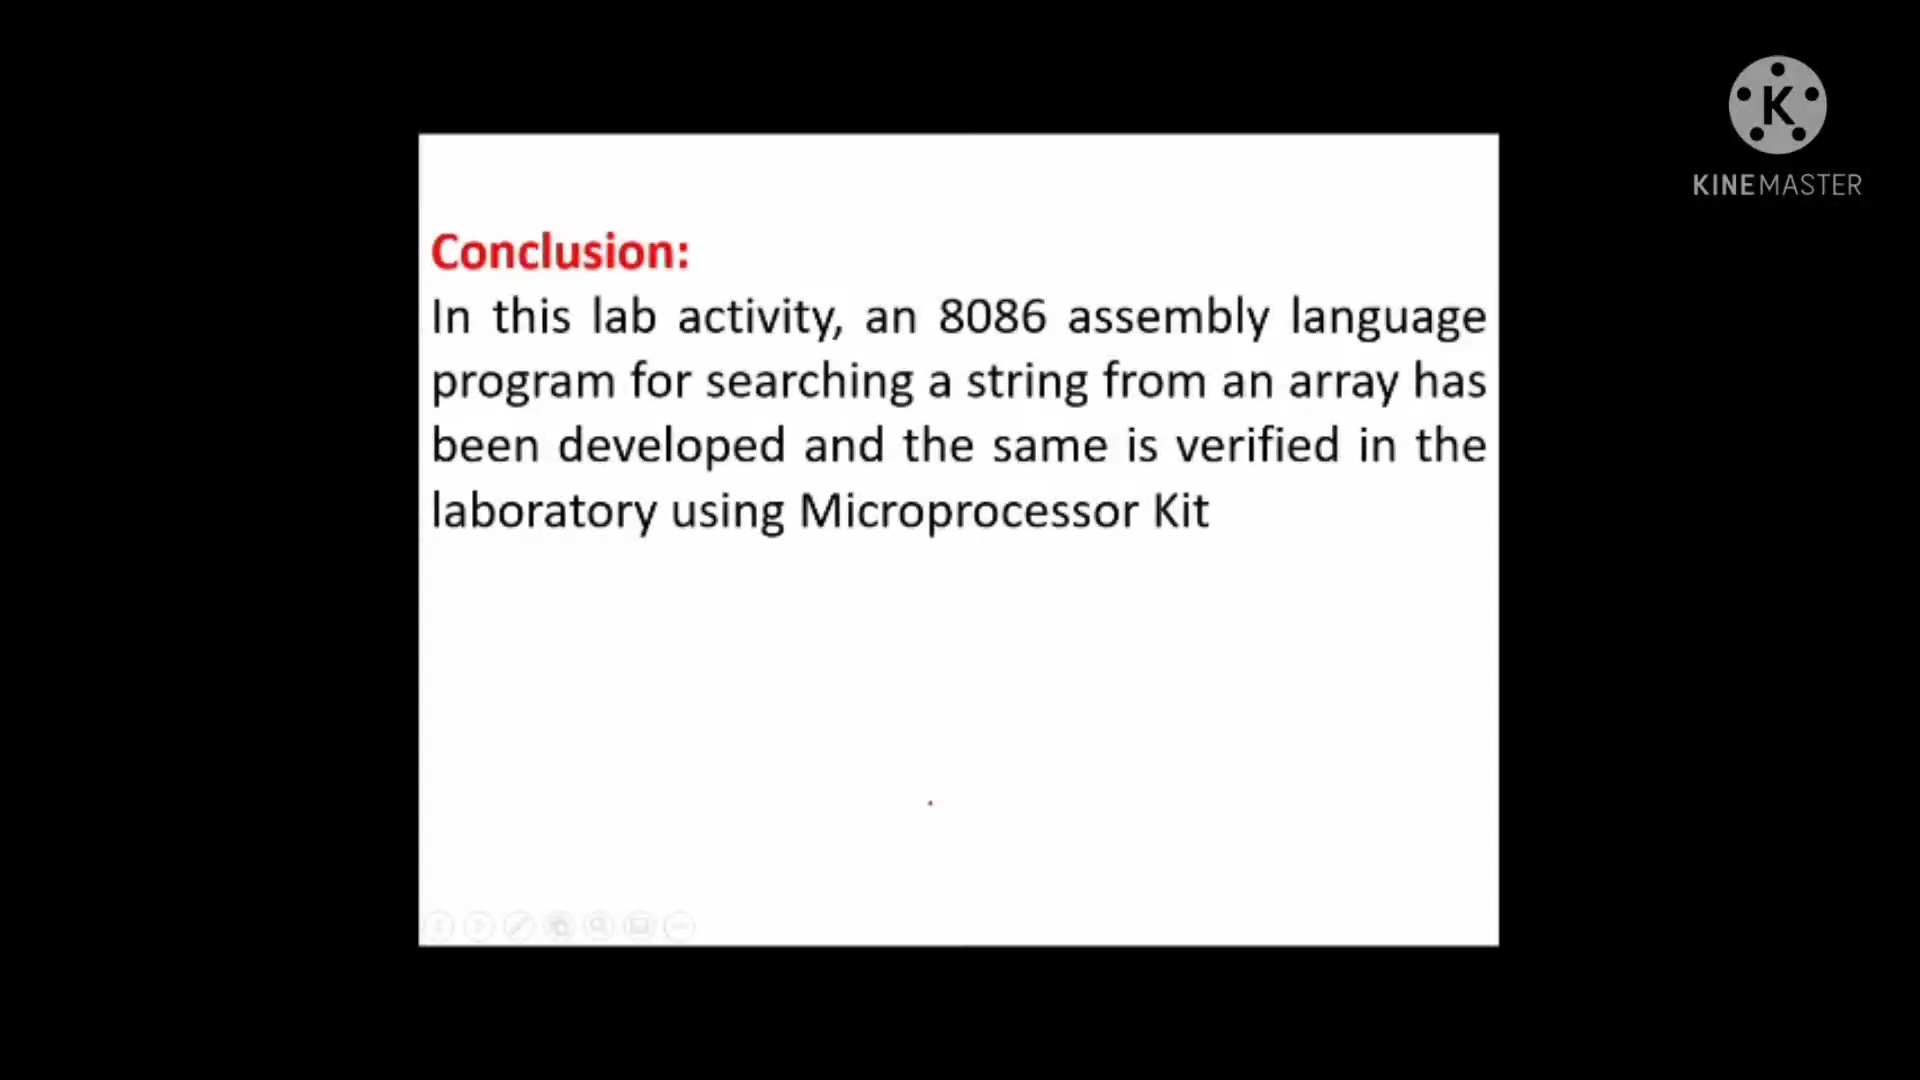 K
KINEMASTER
Conclusion:
In this lab activity, an 8086 assembly language
program for searching a string from an array has
been developed and the same is verified in the
laboratory using Microprocessor Kit